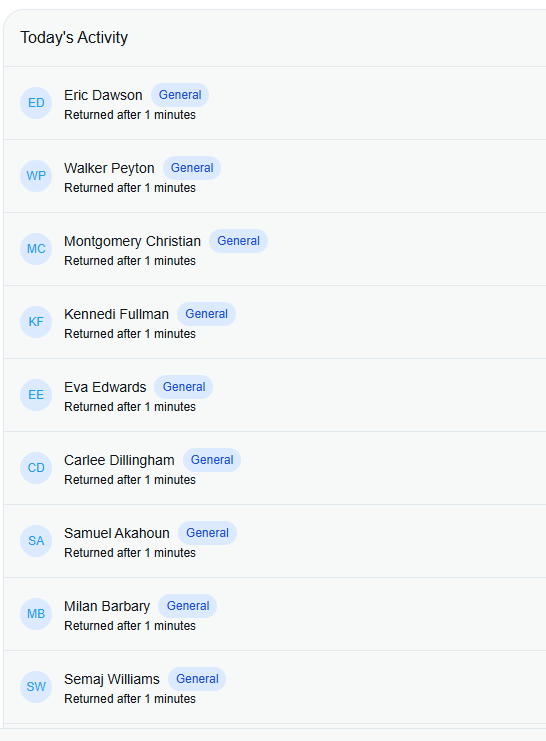 Today's Activity
ED
Eric Dawson General
Returned after 1 minutes
WP
Walker Peyton General
Returned after 1 minutes
MC
Montgomery Christian General
Returned after 1 minutes
KF
Kennedi Fullman General
Returned after 1 minutes
EE
Eva Edwards General
Returned after 1 minutes
CD
Carlee Dillingham General
Returned after 1 minutes
SA
Samuel Akahoun General
Returned after 1 minutes
MB
Milan Barbary General
Returned after 1 minutes
SW
Semaj Williams General
Returned after 1 minutes